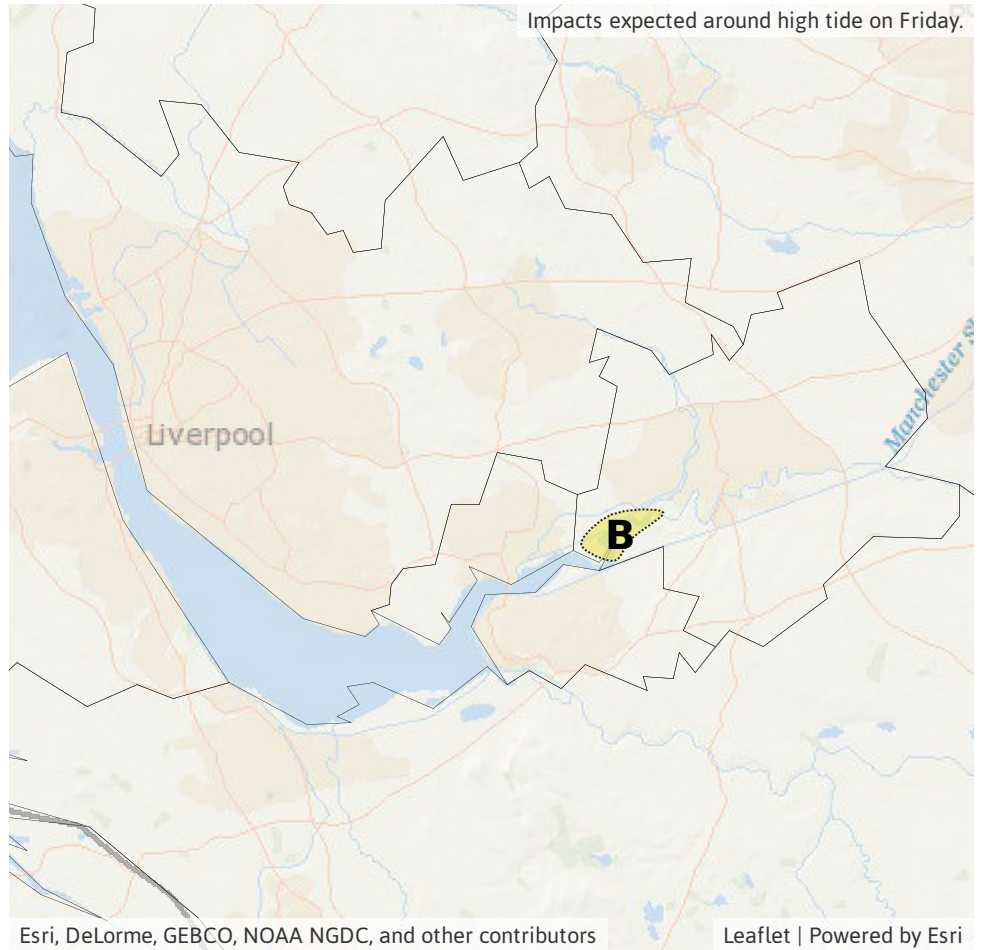 Impacts expected around high tide on Friday.
Manchester
Liverpool
B
Esri, DeLorme, GEBCO, NOAA NGDC, and other contributors
Leaflet | Powered by Esri